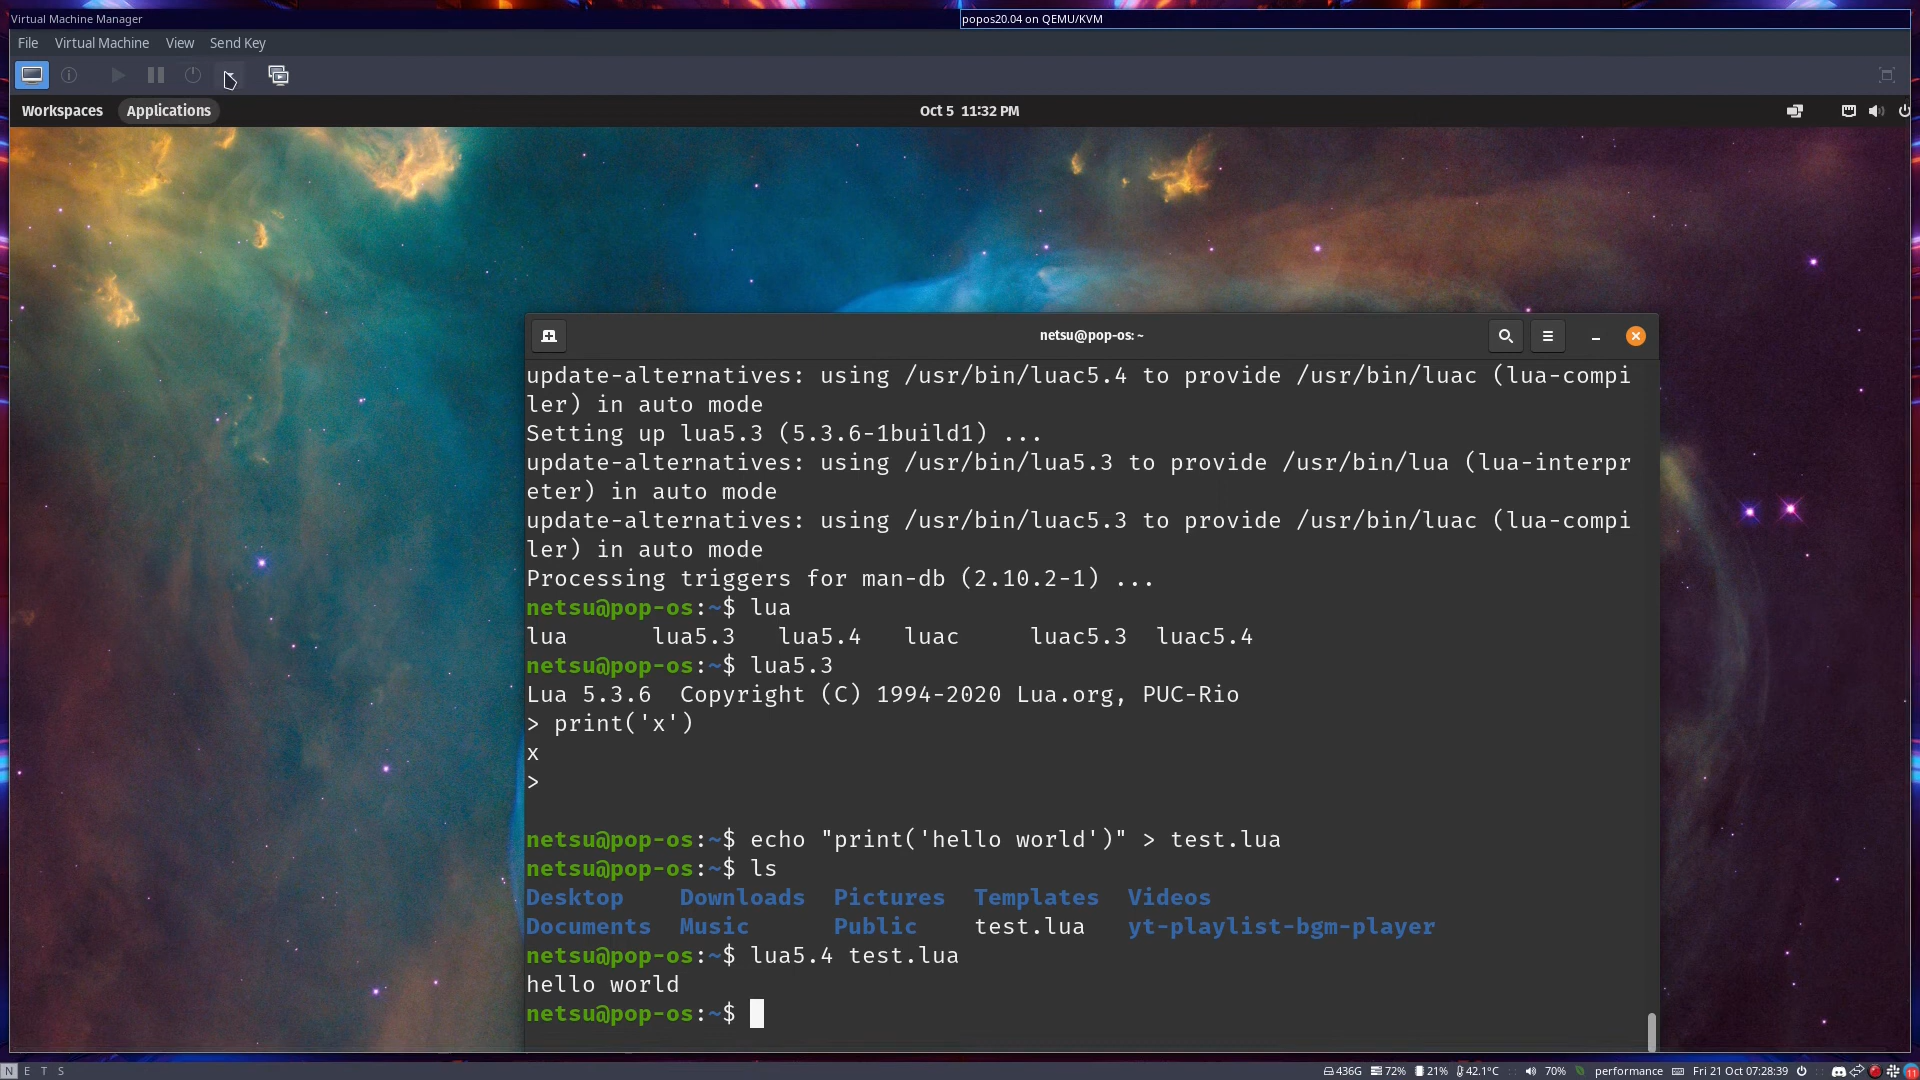 Virtual Machine Manager
popos20.04 on QEMU/KVM
File Virtual Machine View Send Key
Workspaces Applications
Oct 5 11:32 PM
netsu@pop-os: ~
update-alternatives: using /usr/bin/luac5.4 to provide /usr/bin/luac (lua-compi
ler) in auto mode
Setting up lua5.3 (5.3.6-1build1) ...
update-alternatives: using /usr/bin/lua5.3 to provide /usr/bin/lua (lua-interpr
eter) in auto mode
update-alternatives: using /usr/bin/luac5.3 to provide /usr/bin/luac (lua-compi
ler) in auto mode
Processing triggers for man-db (2.10.2-1) ...
netsu@pop-os:~$ lua
lua lua5.3 lua5.4 luac luac5.3 luac5.4
netsu@pop-os:~$ lua5.3
Lua 5.3.6 Copyright (C) 1994-2020 Lua.org, PUC-Rio
> print('x')
x
>
netsu@pop-os:~$ echo "print('hello world')" > test.lua
netsu@pop-os:~$ ls
Desktop Downloads Pictures Templates Videos
Documents Music Public test.lua yt-playlist-bgm-player
netsu@pop-os:~$ lua5.4 test.lua
hello world
netsu@pop-os:~$
N E T S
436G 72% 21% 42.1°C 70% performance Fri 21 Oct 07:28:39 11